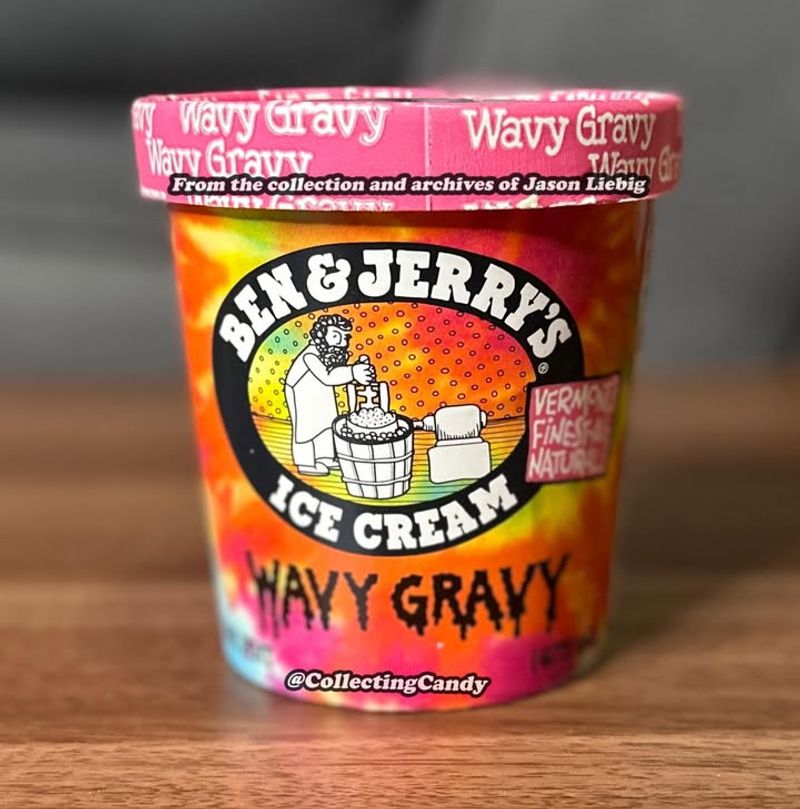 Wavy Gravy
Wavy Gravy
Wavy Gravy
From the collection and archives of Jason Liebig
BEN & JERRY'S
®
VERMONT'S
FINEST ALL
NATURAL
ICE CREAM
WAVY GRAVY
@CollectingCandy